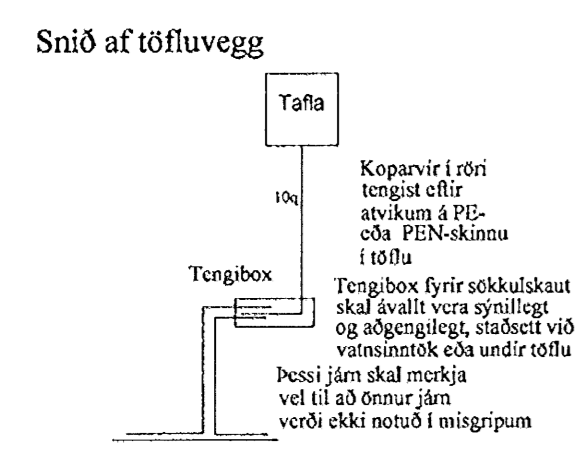 Snið af töfluvegg
Tafla
Koparvír í röri
tengist eftir
atvikum á PE-
eða PEN-skinnu
í töflu
10q
Tengibox
Tengibox fyrir sökkulskaut
skal ávallt vera sýnillegt
og aðgengilegt, staðsett við
vatnsinntök eða undir töflu
Þessi járn skal merkja
vel til að önnur járn
verði ekki notuð í misgripum